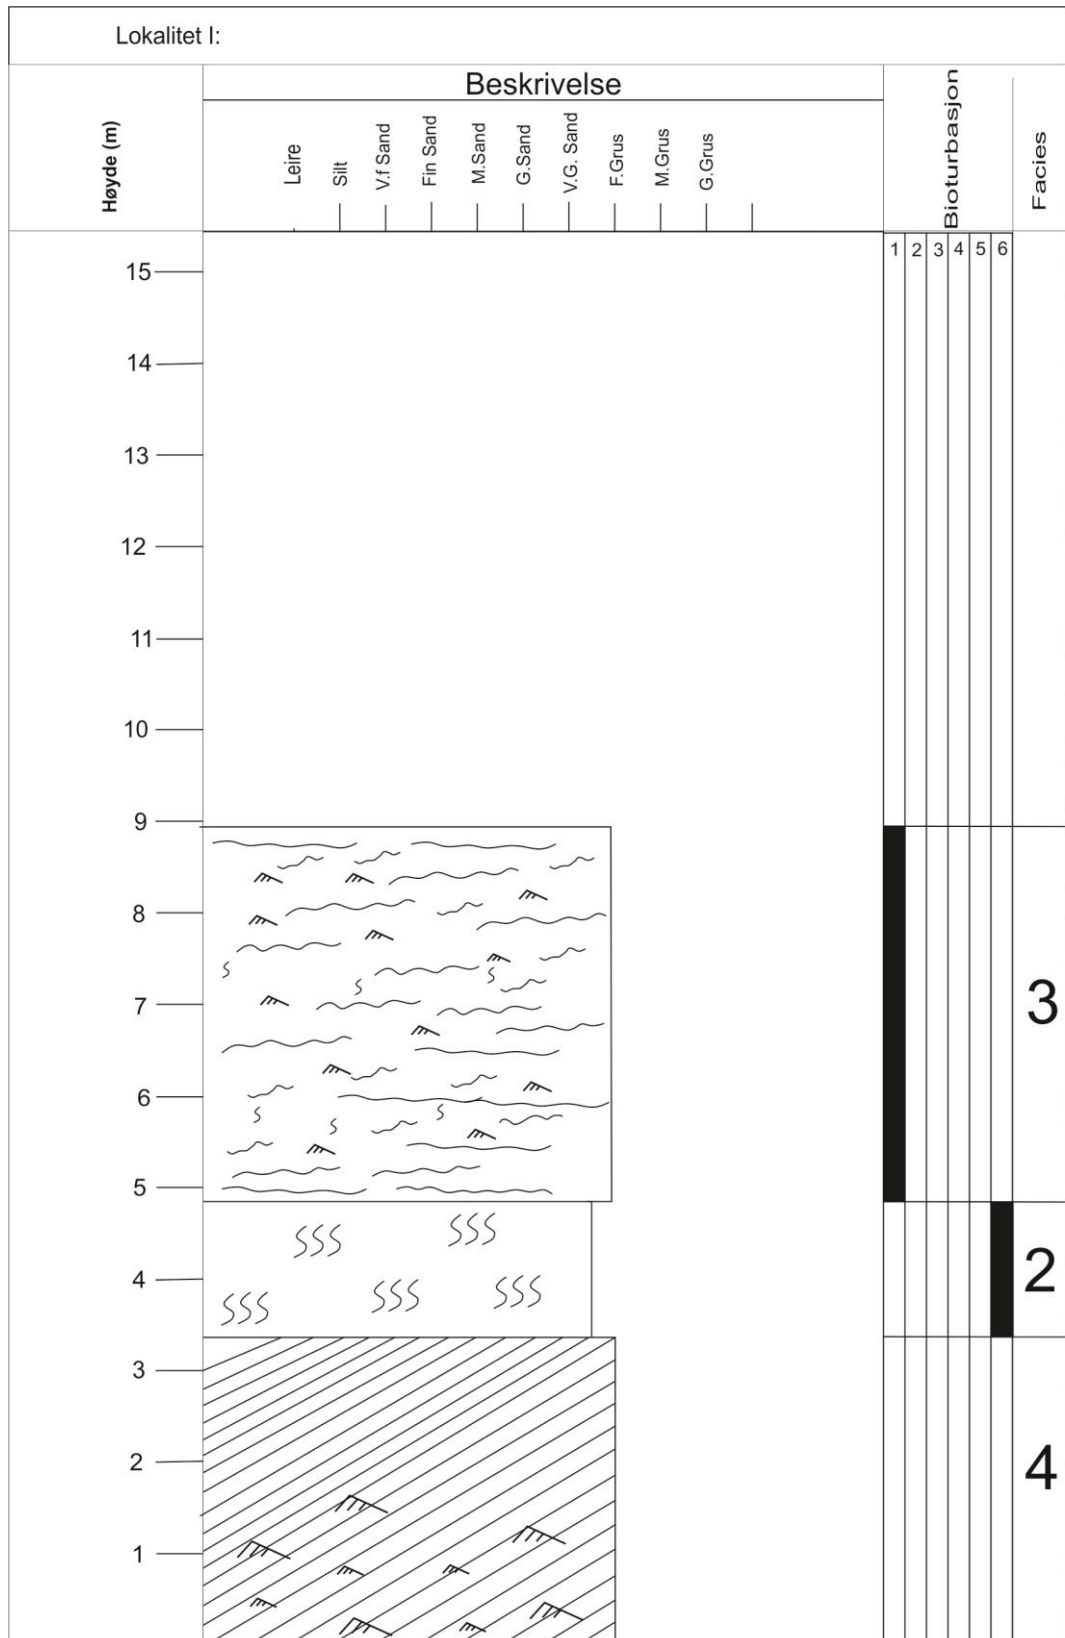 Lokalitet I:
Beskrivelse
Høyde (m)
Leire
Silt
V.f Sand
Fin Sand
M.Sand
G.Sand
V.G. Sand
F.Grus
M.Grus
G.Grus
Bioturbasjon
Facies
1 2 3 4 5 6
15
14
13
12
11
10
9
8
7
3
6
5
4
2
3
2
4
1